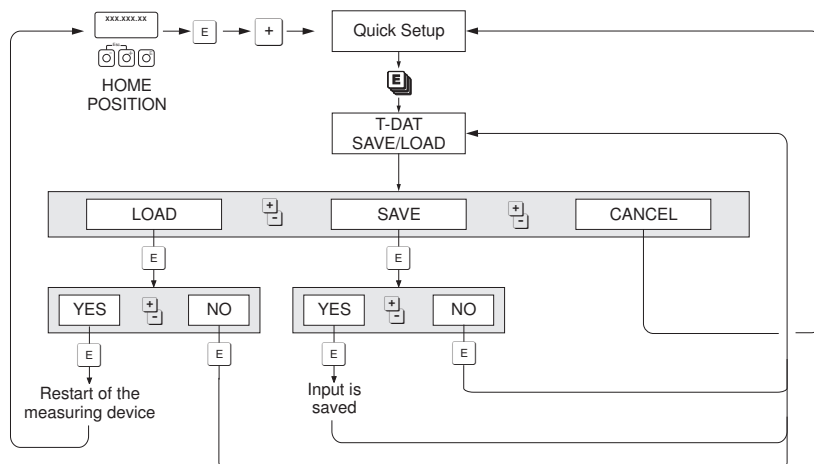 XXX.XXX.XX
Esc
E
+
Quick Setup
HOME
POSITION
E
T-DAT
SAVE/LOAD
LOAD
+
-
SAVE
+
-
CANCEL
E
E
YES
+
-
NO
YES
+
-
NO
E
E
E
E
Restart of the
measuring device
Input is
saved